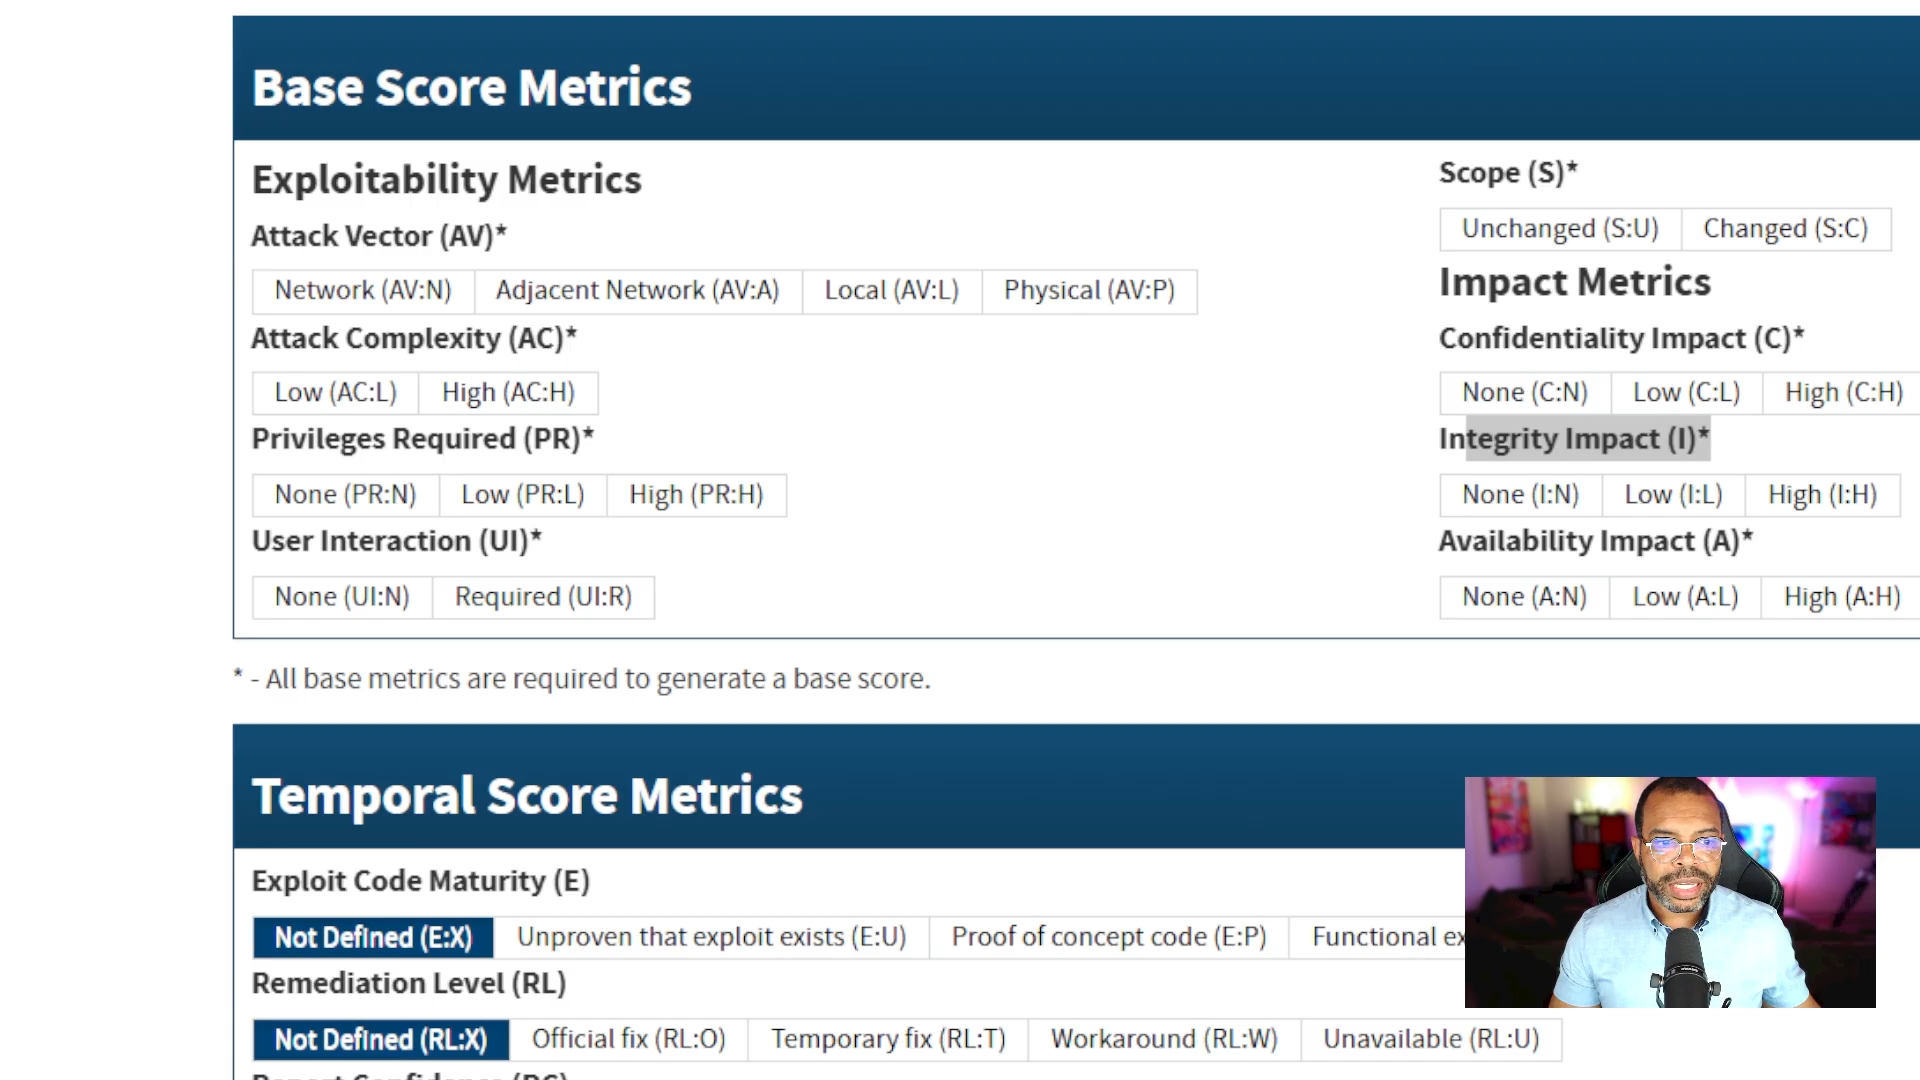 Base Score Metrics
Exploitability Metrics
Attack Vector (AV)*
Network (AV:N) Adjacent Network (AV:A) Local (AV:L) Physical (AV:P)
Attack Complexity (AC)*
Low (AC:L) High (AC:H)
Privileges Required (PR)*
None (PR:N) Low (PR:L) High (PR:H)
User Interaction (UI)*
None (UI:N) Required (UI:R)
Scope (S)*
Unchanged (S:U) Changed (S:C)
Impact Metrics
Confidentiality Impact (C)*
None (C:N) Low (C:L) High (C:H)
Integrity Impact (I)*
None (I:N) Low (I:L) High (I:H)
Availability Impact (A)*
None (A:N) Low (A:L) High (A:H)
* - All base metrics are required to generate a base score.
Temporal Score Metrics
Exploit Code Maturity (E)
Not Defined (E:X) Unproven that exploit exists (E:U) Proof of concept code (E:P) Functional ex
Remediation Level (RL)
Not Defined (RL:X) Official fix (RL:O) Temporary fix (RL:T) Workaround (RL:W) Unavailable (RL:U)